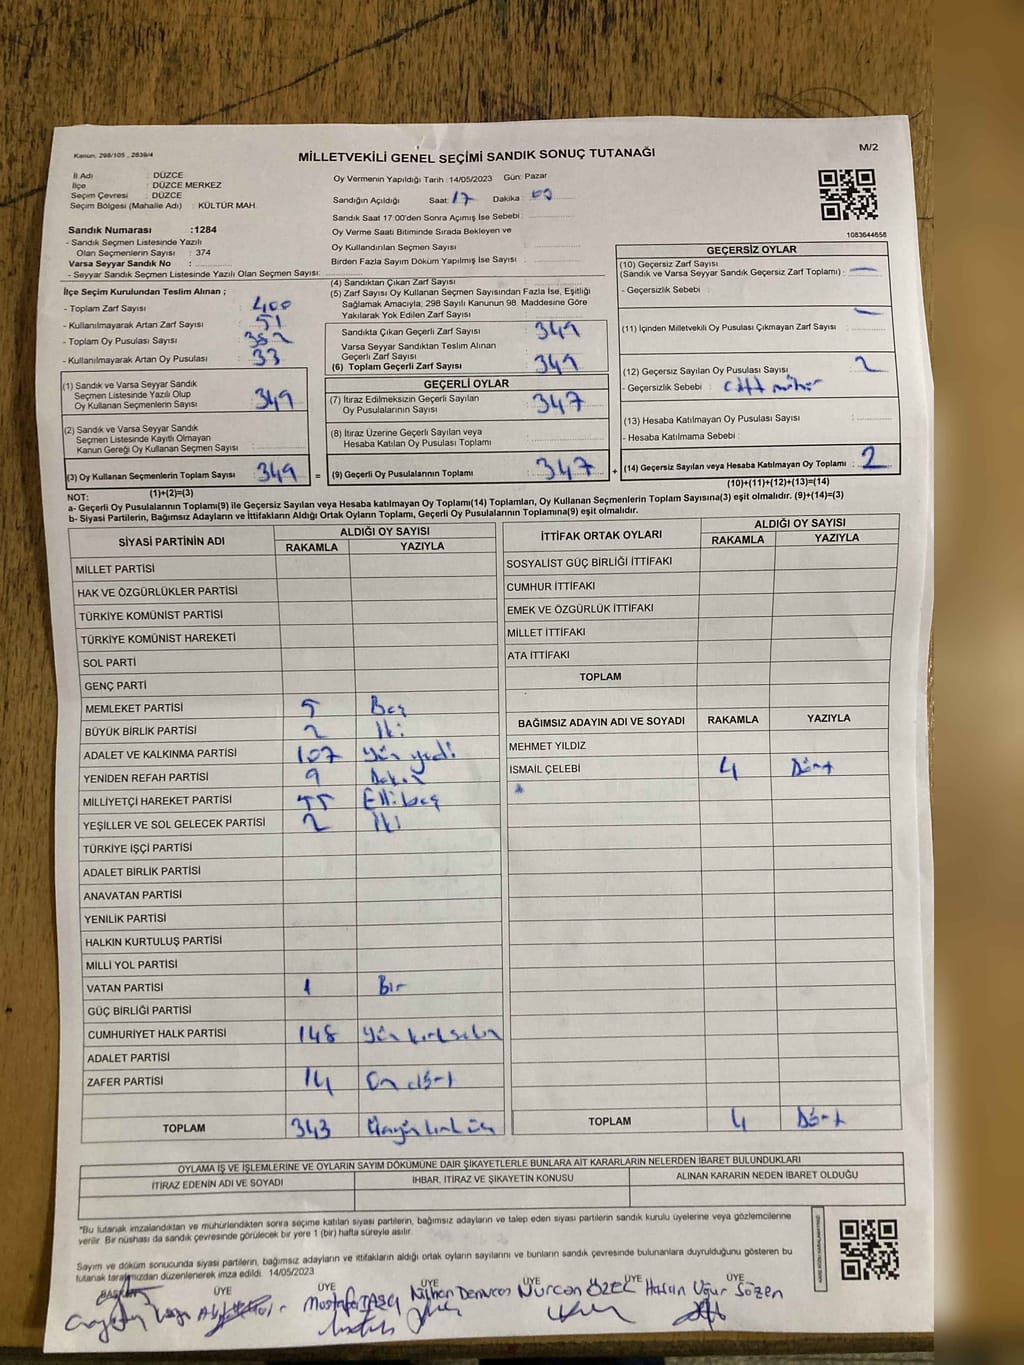 Kanun: 298/105 , 2839/4
MİLLETVEKİLİ GENEL SEÇİMİ SANDIK SONUÇ TUTANAĞI
M/2
İl Adı : DÜZCE
İlçe : DÜZCE MERKEZ
Seçim Çevresi : DÜZCE
Seçim Bölgesi (Mahalle Adı) : KÜLTÜR MAH.
Oy Vermenin Yapıldığı Tarih :14/05/2023 Gün: Pazar
Sandığın Açıldığı Saat: 17 Dakika :
Sandık Saat 17:00'den Sonra Açımış İse Sebebi :
Oy Verme Saati Bitiminde Sırada Bekleyen ve
Oy Kullandırılan Seçmen Sayısı :
Birden Fazla Sayım Döküm Yapılmış İse Sayısı :
1083644658
Sandık Numarası :1284
- Sandık Seçmen Listesinde Yazılı
Olan Seçmenlerin Sayısı : 374
Varsa Seyyar Sandık No :
- Seyyar Sandık Seçmen Listesinde Yazılı Olan Seçmen Sayısı:
İlçe Seçim Kurulundan Teslim Alınan ;
- Toplam Zarf Sayısı : 400
- Kullanılmayarak Artan Zarf Sayısı : 51
- Toplam Oy Pusulası Sayısı : 382
- Kullanılmayarak Artan Oy Pusulası : 33
(1) Sandık ve Varsa Seyyar Sandık
Seçmen Listesinde Yazılı Olup
Oy Kullanan Seçmenlerin Sayısı : 349
(2) Sandık ve Varsa Seyyar Sandık
Seçmen Listesinde Kayıtlı Olmayan
Kanun Gereği Oy Kullanan Seçmen Sayısı :
(3) Oy Kullanan Seçmenlerin Toplam Sayısı : 349 =
(1)+(2)=(3)
(4) Sandıktan Çıkan Zarf Sayısı :
(5) Zarf Sayısı Oy Kullanan Seçmen Sayısından Fazla İse, Eşitliği
Sağlamak Amacıyla, 298 Sayılı Kanunun 98. Maddesine Göre
Yakılarak Yok Edilen Zarf Sayısı :
Sandıkta Çıkan Geçerli Zarf Sayısı : 349
Varsa Seyyar Sandıktan Teslim Alınan
Geçerli Zarf Sayısı :
(6) Toplam Geçerli Zarf Sayısı : 349
GEÇERLİ OYLAR
(7) İtiraz Edilmeksizin Geçerli Sayılan
Oy Pusulalarının Sayısı : 347
(8) İtiraz Üzerine Geçerli Sayılan veya
Hesaba Katılan Oy Pusulası Toplamı :
(9) Geçerli Oy Pusulalarının Toplamı : 347 +
GEÇERSİZ OYLAR
(10) Geçersiz Zarf Sayısı
(Sandık ve Varsa Seyyar Sandık Geçersiz Zarf Toplamı) : —
- Geçersizlik Sebebi :
(11) İçinden Milletvekili Oy Pusulası Çıkmayan Zarf Sayısı : —
(12) Geçersiz Sayılan Oy Pusulası Sayısı : 2
- Geçersizlik Sebebi : Çift mühür
(13) Hesaba Katılmayan Oy Pusulası Sayısı :
- Hesaba Katılmama Sebebi :
(14) Geçersiz Sayılan veya Hesaba Katılmayan Oy Toplamı : 2
(10)+(11)+(12)+(13)=(14)
NOT:
a- Geçerli Oy Pusulalarının Toplamı(9) ile Geçersiz Sayılan veya Hesaba katılmayan Oy Toplamı(14) Toplamları, Oy Kullanan Seçmenlerin Toplam Sayısına(3) eşit olmalıdır. (9)+(14)=(3)
b- Siyasi Partilerin, Bağımsız Adayların ve İttifakların Aldığı Ortak Oyların Toplamı, Geçerli Oy Pusulalarının Toplamına(9) eşit olmalıdır.
SİYASİ PARTİNİN ADI ALDIĞI OY SAYISI
RAKAMLA YAZIYLA
MİLLET PARTİSİ
HAK VE ÖZGÜRLÜKLER PARTİSİ
TÜRKİYE KOMÜNİST PARTİSİ
TÜRKİYE KOMÜNİST HAREKETİ
SOL PARTİ
GENÇ PARTİ
MEMLEKET PARTİSİ 5 Beş
BÜYÜK BİRLİK PARTİSİ 2 İki
ADALET VE KALKINMA PARTİSİ 107 Yüz yedi
YENİDEN REFAH PARTİSİ 9 Dokuz
MİLLİYETÇİ HAREKET PARTİSİ 55 Elli beş
YEŞİLLER VE SOL GELECEK PARTİSİ 2 İki
TÜRKİYE İŞÇİ PARTİSİ
ADALET BİRLİK PARTİSİ
ANAVATAN PARTİSİ
YENİLİK PARTİSİ
HALKIN KURTULUŞ PARTİSİ
MİLLİ YOL PARTİSİ
VATAN PARTİSİ 1 Bir
GÜÇ BİRLİĞİ PARTİSİ
CUMHURİYET HALK PARTİSİ 148 Yüz kırk sekiz
ADALET PARTİSİ
ZAFER PARTİSİ 14 On dört
TOPLAM 343 Üçyüz kırk üç
İTTİFAK ORTAK OYLARI ALDIĞI OY SAYISI
RAKAMLA YAZIYLA
SOSYALİST GÜÇ BİRLİĞİ İTTİFAKI
CUMHUR İTTİFAKI
EMEK VE ÖZGÜRLÜK İTTİFAKI
MİLLET İTTİFAKI
ATA İTTİFAKI
TOPLAM
BAĞIMSIZ ADAYIN ADI VE SOYADI RAKAMLA YAZIYLA
MEHMET YILDIZ
İSMAİL ÇELEBİ 4 Dört
TOPLAM 4 Dört
OYLAMA İŞ VE İŞLEMLERİNE VE OYLARIN SAYIM DÖKÜMÜNE DAİR ŞİKAYETLERLE BUNLARA AİT KARARLARIN NELERDEN İBARET BULUNDUKLARI
İTİRAZ EDENİN ADI VE SOYADI İHBAR, İTİRAZ VE ŞİKAYETİN KONUSU ALINAN KARARIN NEDEN İBARET OLDUĞU
"Bu tutanak imzalandıktan ve mühürlendikten sonra seçime katılan siyasi partilerin, bağımsız adayların ve talep eden siyasi partilerin sandık kurulu üyelerine veya gözlemcilerine
verilir. Bir nüshası da sandık çevresinde görülecek bir yere 1 (bir) hafta süreyle asılır.
Sayım ve döküm sonucunda siyasi partilerin, bağımsız adayların ve ittifakların aldığı ortak oyların sayılarını ve bunların sandık çevresinde bulunanlara duyrulduğunu gösteren bu
tutanak tarafımızdan düzenlenerek imza edildi. 14/05/2023
BAŞKAN ÜYE ÜYE ÜYE ÜYE ÜYE ÜYE
Mustafa TAŞÇI Nurcan ÖZEL Hasan Uğur Sözen